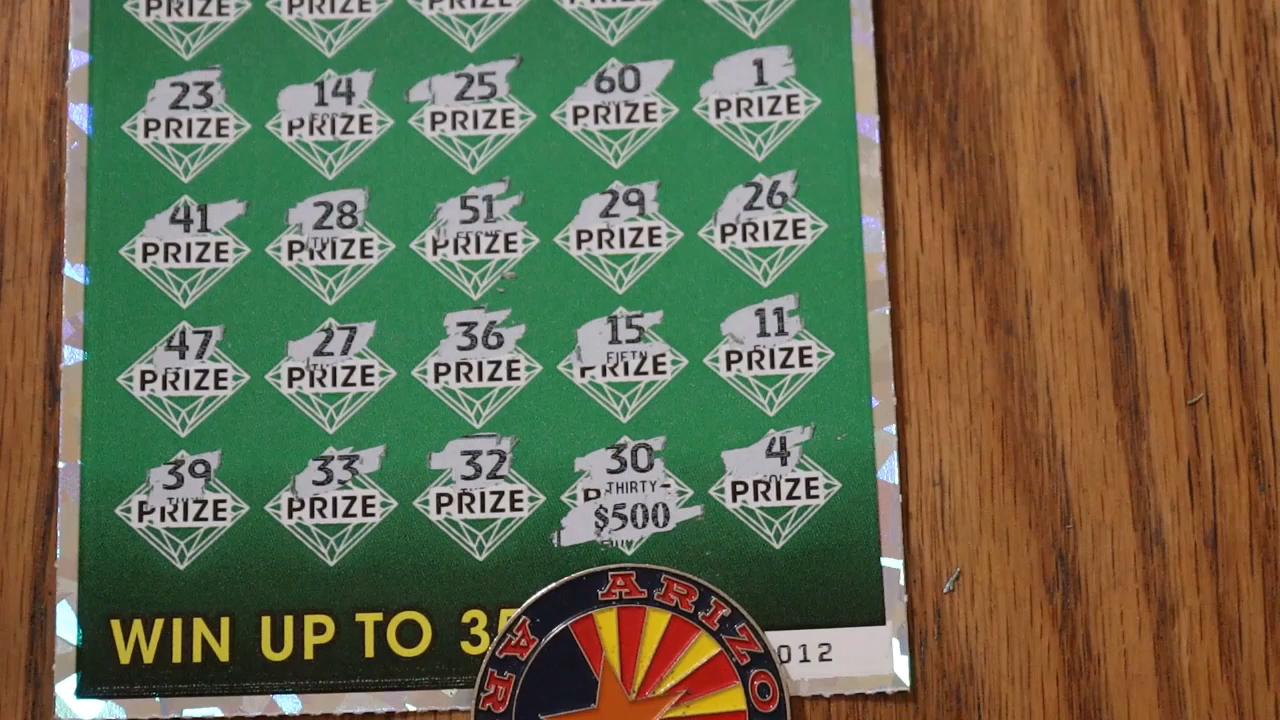 PRIZE PRIZE PRIZE PRIZE PRIZE
23 14 25 60 1
PRIZE PRIZE PRIZE PRIZE PRIZE
41 28 51 29 26
PRIZE PRIZE PRIZE PRIZE PRIZE
47 27 36 15 11
FIFTN
PRIZE PRIZE PRIZE PRIZE PRIZE
39 33 32 30 4
THIRTY
PRIZE PRIZE PRIZE PRIZE
$500
WIN UP TO 35
012
AR ARIZO